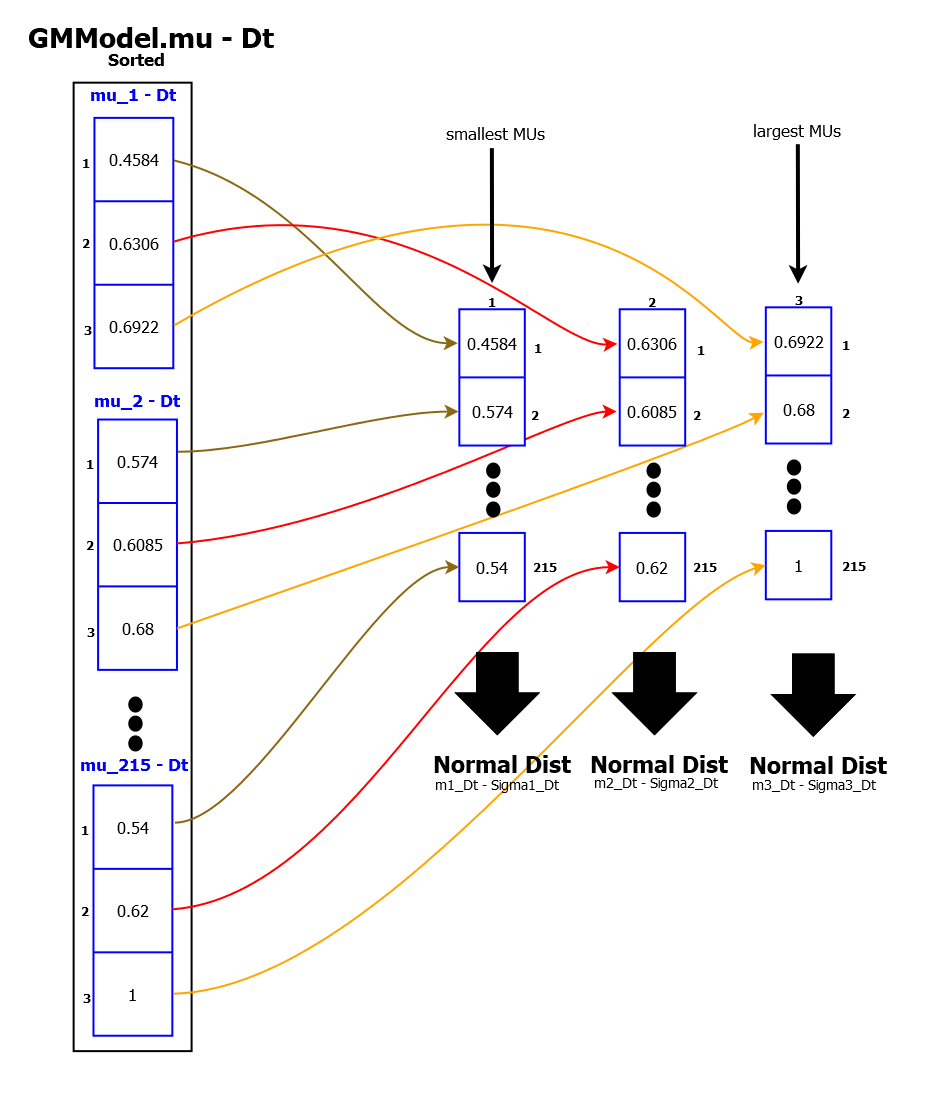 GMModel.mu - Dt
Sorted
mu_1 - Dt
1 0.4584
2 0.6306
3 0.6922
mu_2 - Dt
1 0.574
2 0.6085
3 0.68
mu_215 - Dt
1 0.54
2 0.62
3 1
smallest MUs
1
0.4584 1
0.574 2
0.54 215
Normal Dist
m1_Dt - Sigma1_Dt
2
0.6306 1
0.6085 2
0.62 215
Normal Dist
m2_Dt - Sigma2_Dt
largest MUs
3
0.6922 1
0.68 2
1 215
Normal Dist
m3_Dt - Sigma3_Dt